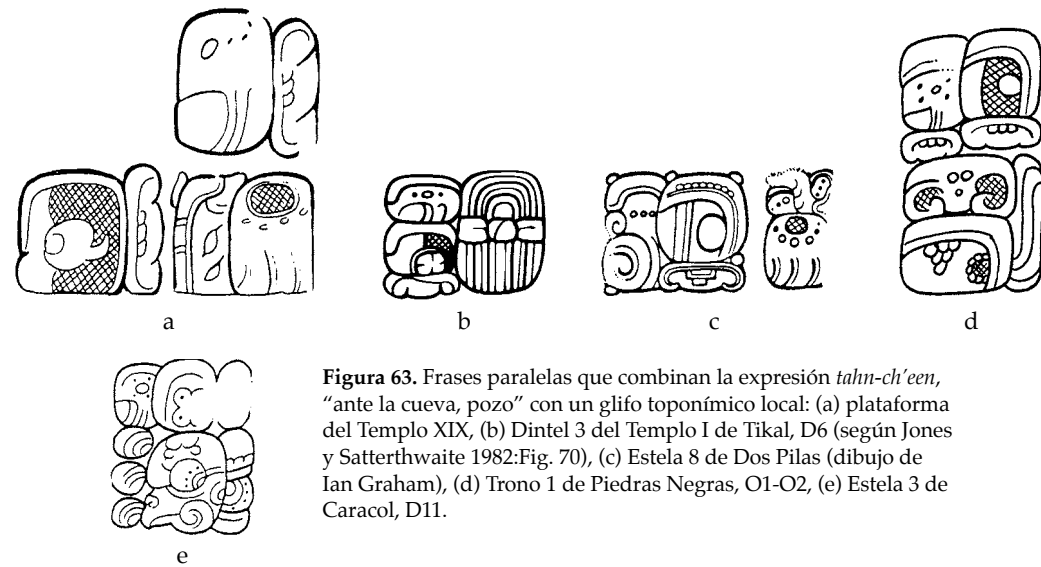 a
b
c
d
e
Figura 63. Frases paralelas que combinan la expresión tahn-ch'een,
"ante la cueva, pozo" con un glifo toponímico local: (a) plataforma
del Templo XIX, (b) Dintel 3 del Templo I de Tikal, D6 (según Jones
y Satterthwaite 1982:Fig. 70), (c) Estela 8 de Dos Pilas (dibujo de
Ian Graham), (d) Trono 1 de Piedras Negras, O1-O2, (e) Estela 3 de
Caracol, D11.